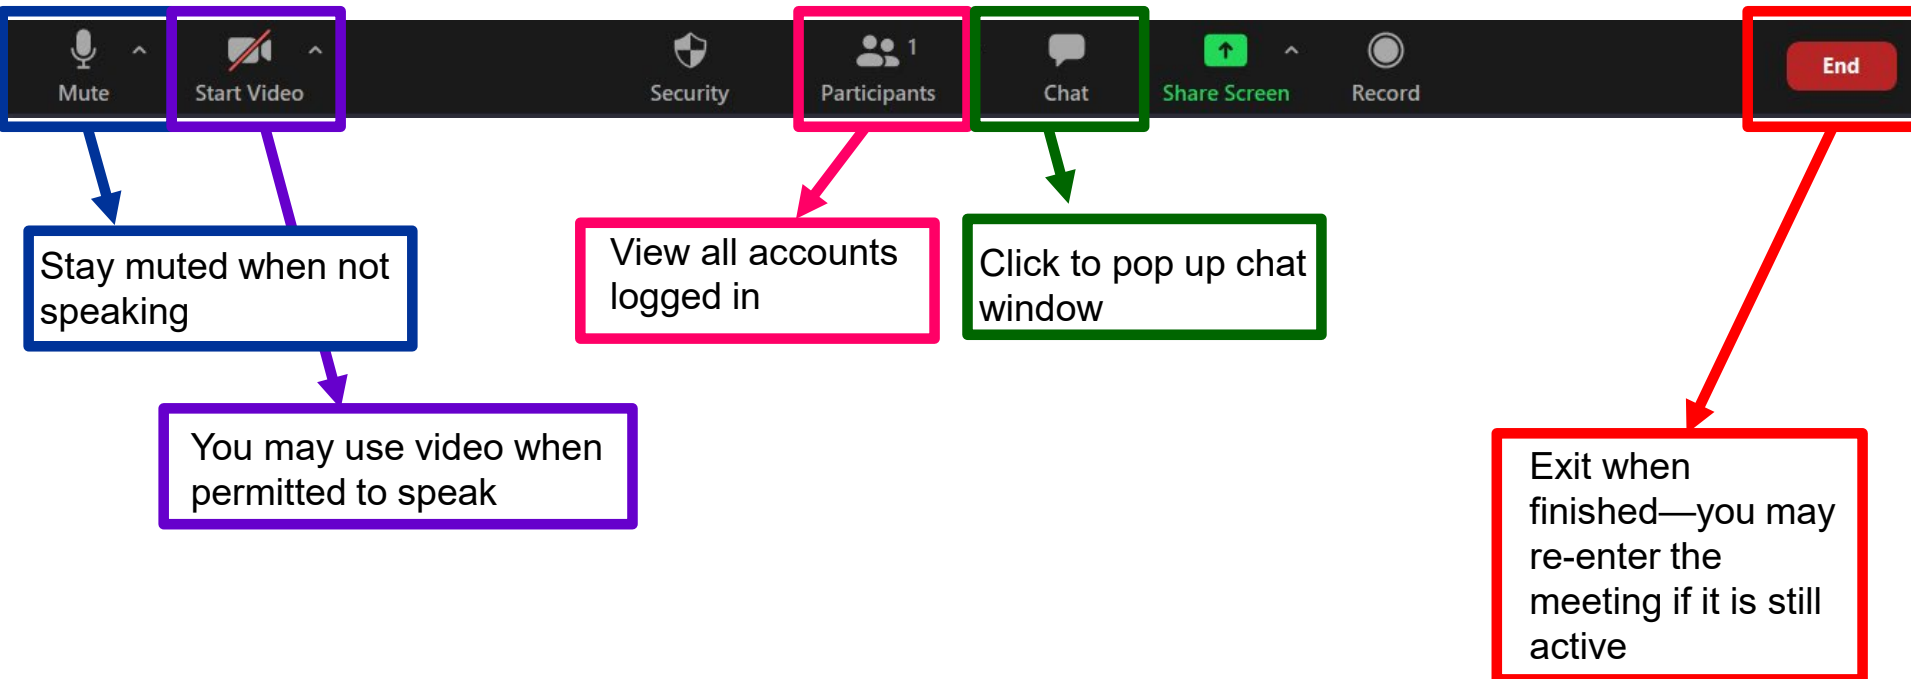 Mute
Start Video
Security
1
Participants
Chat
Share Screen
Record
End
Stay muted when not
speaking
View all accounts
logged in
Click to pop up chat
window
You may use video when
permitted to speak
Exit when
finished—you may
re-enter the
meeting if it is still
active